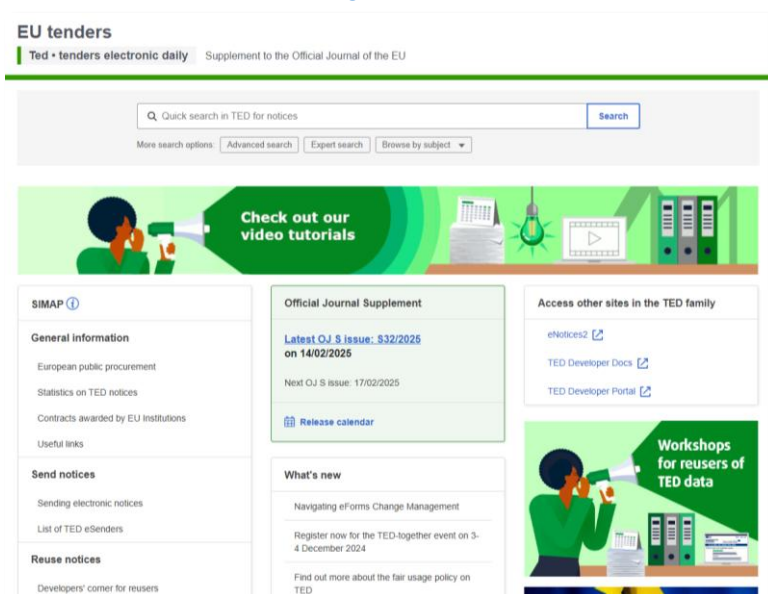 EU tenders
Ted • tenders electronic daily
Supplement to the Official Journal of the EU
Quick search in TED for notices
Search
More search options:
Advanced search
Expert search
Browse by subject
Check out our
video tutorials
SIMAP
General information
European public procurement
Statistics on TED notices
Contracts awarded by EU Institutions
Useful links
Send notices
Sending electronic notices
List of TED eSenders
Reuse notices
Developers' corner for reusers
Official Journal Supplement
Latest OJ S issue: S32/2025
on 14/02/2025
Next OJ S issue: 17/02/2025
Release calendar
What's new
Navigating eForms Change Management
Register now for the TED-together event on 3-
4 December 2024
Find out more about the fair usage policy on
TED
Access other sites in the TED family
eNotices2
TED Developer Docs
TED Developer Portal
Workshops
for reusers of
TED data